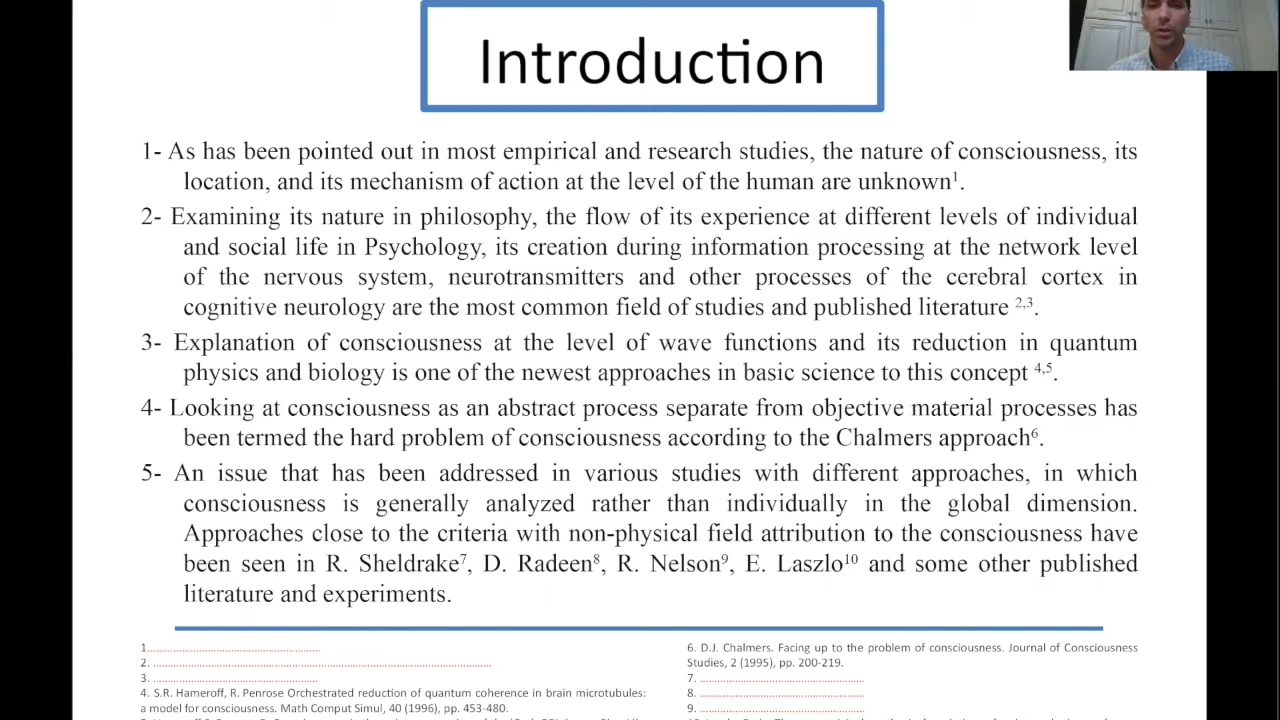 Introduction
1- As has been pointed out in most empirical and research studies, the nature of consciousness, its
location, and its mechanism of action at the level of the human are unknown¹.
2- Examining its nature in philosophy, the flow of its experience at different levels of individual
and social life in Psychology, its creation during information processing at the network level
of the nervous system, neurotransmitters and other processes of the cerebral cortex in
cognitive neurology are the most common field of studies and published literature ²,³.
3- Explanation of consciousness at the level of wave functions and its reduction in quantum
physics and biology is one of the newest approaches in basic science to this concept ⁴,⁵.
4- Looking at consciousness as an abstract process separate from objective material processes has
been termed the hard problem of consciousness according to the Chalmers approach⁶.
5- An issue that has been addressed in various studies with different approaches, in which
consciousness is generally analyzed rather than individually in the global dimension.
Approaches close to the criteria with non-physical field attribution to the consciousness have
been seen in R. Sheldrake⁷, D. Radeen⁸, R. Nelson⁹, E. Laszlo¹⁰ and some other published
literature and experiments.
1..........................................................
2. ................................................................................................................
3. ......................................................
4. S.R. Hameroff, R. Penrose Orchestrated reduction of quantum coherence in brain microtubules:
a model for consciousness. Math Comput Simul, 40 (1996), pp. 453-480.
6. D.J. Chalmers. Facing up to the problem of consciousness. Journal of Consciousness
Studies, 2 (1995), pp. 200-219.
7. ......................................................
8. ......................................................
9. ......................................................